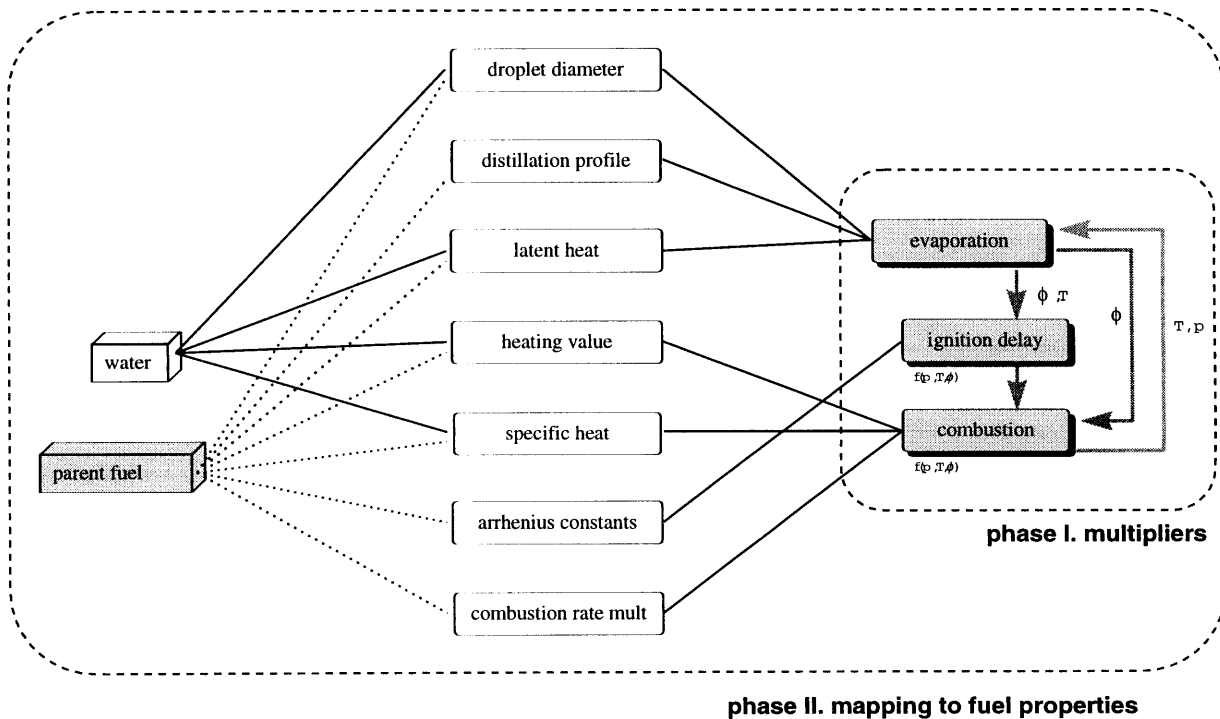 droplet diameter
distillation profile
latent heat
heating value
specific heat
arrhenius constants
combustion rate mult
water
parent fuel
evaporation
ϕ ,T
ignition delay
f(p ,T,ϕ)
combustion
f(p ,T,ϕ)
ϕ
T,p
phase I. multipliers
phase II. mapping to fuel properties